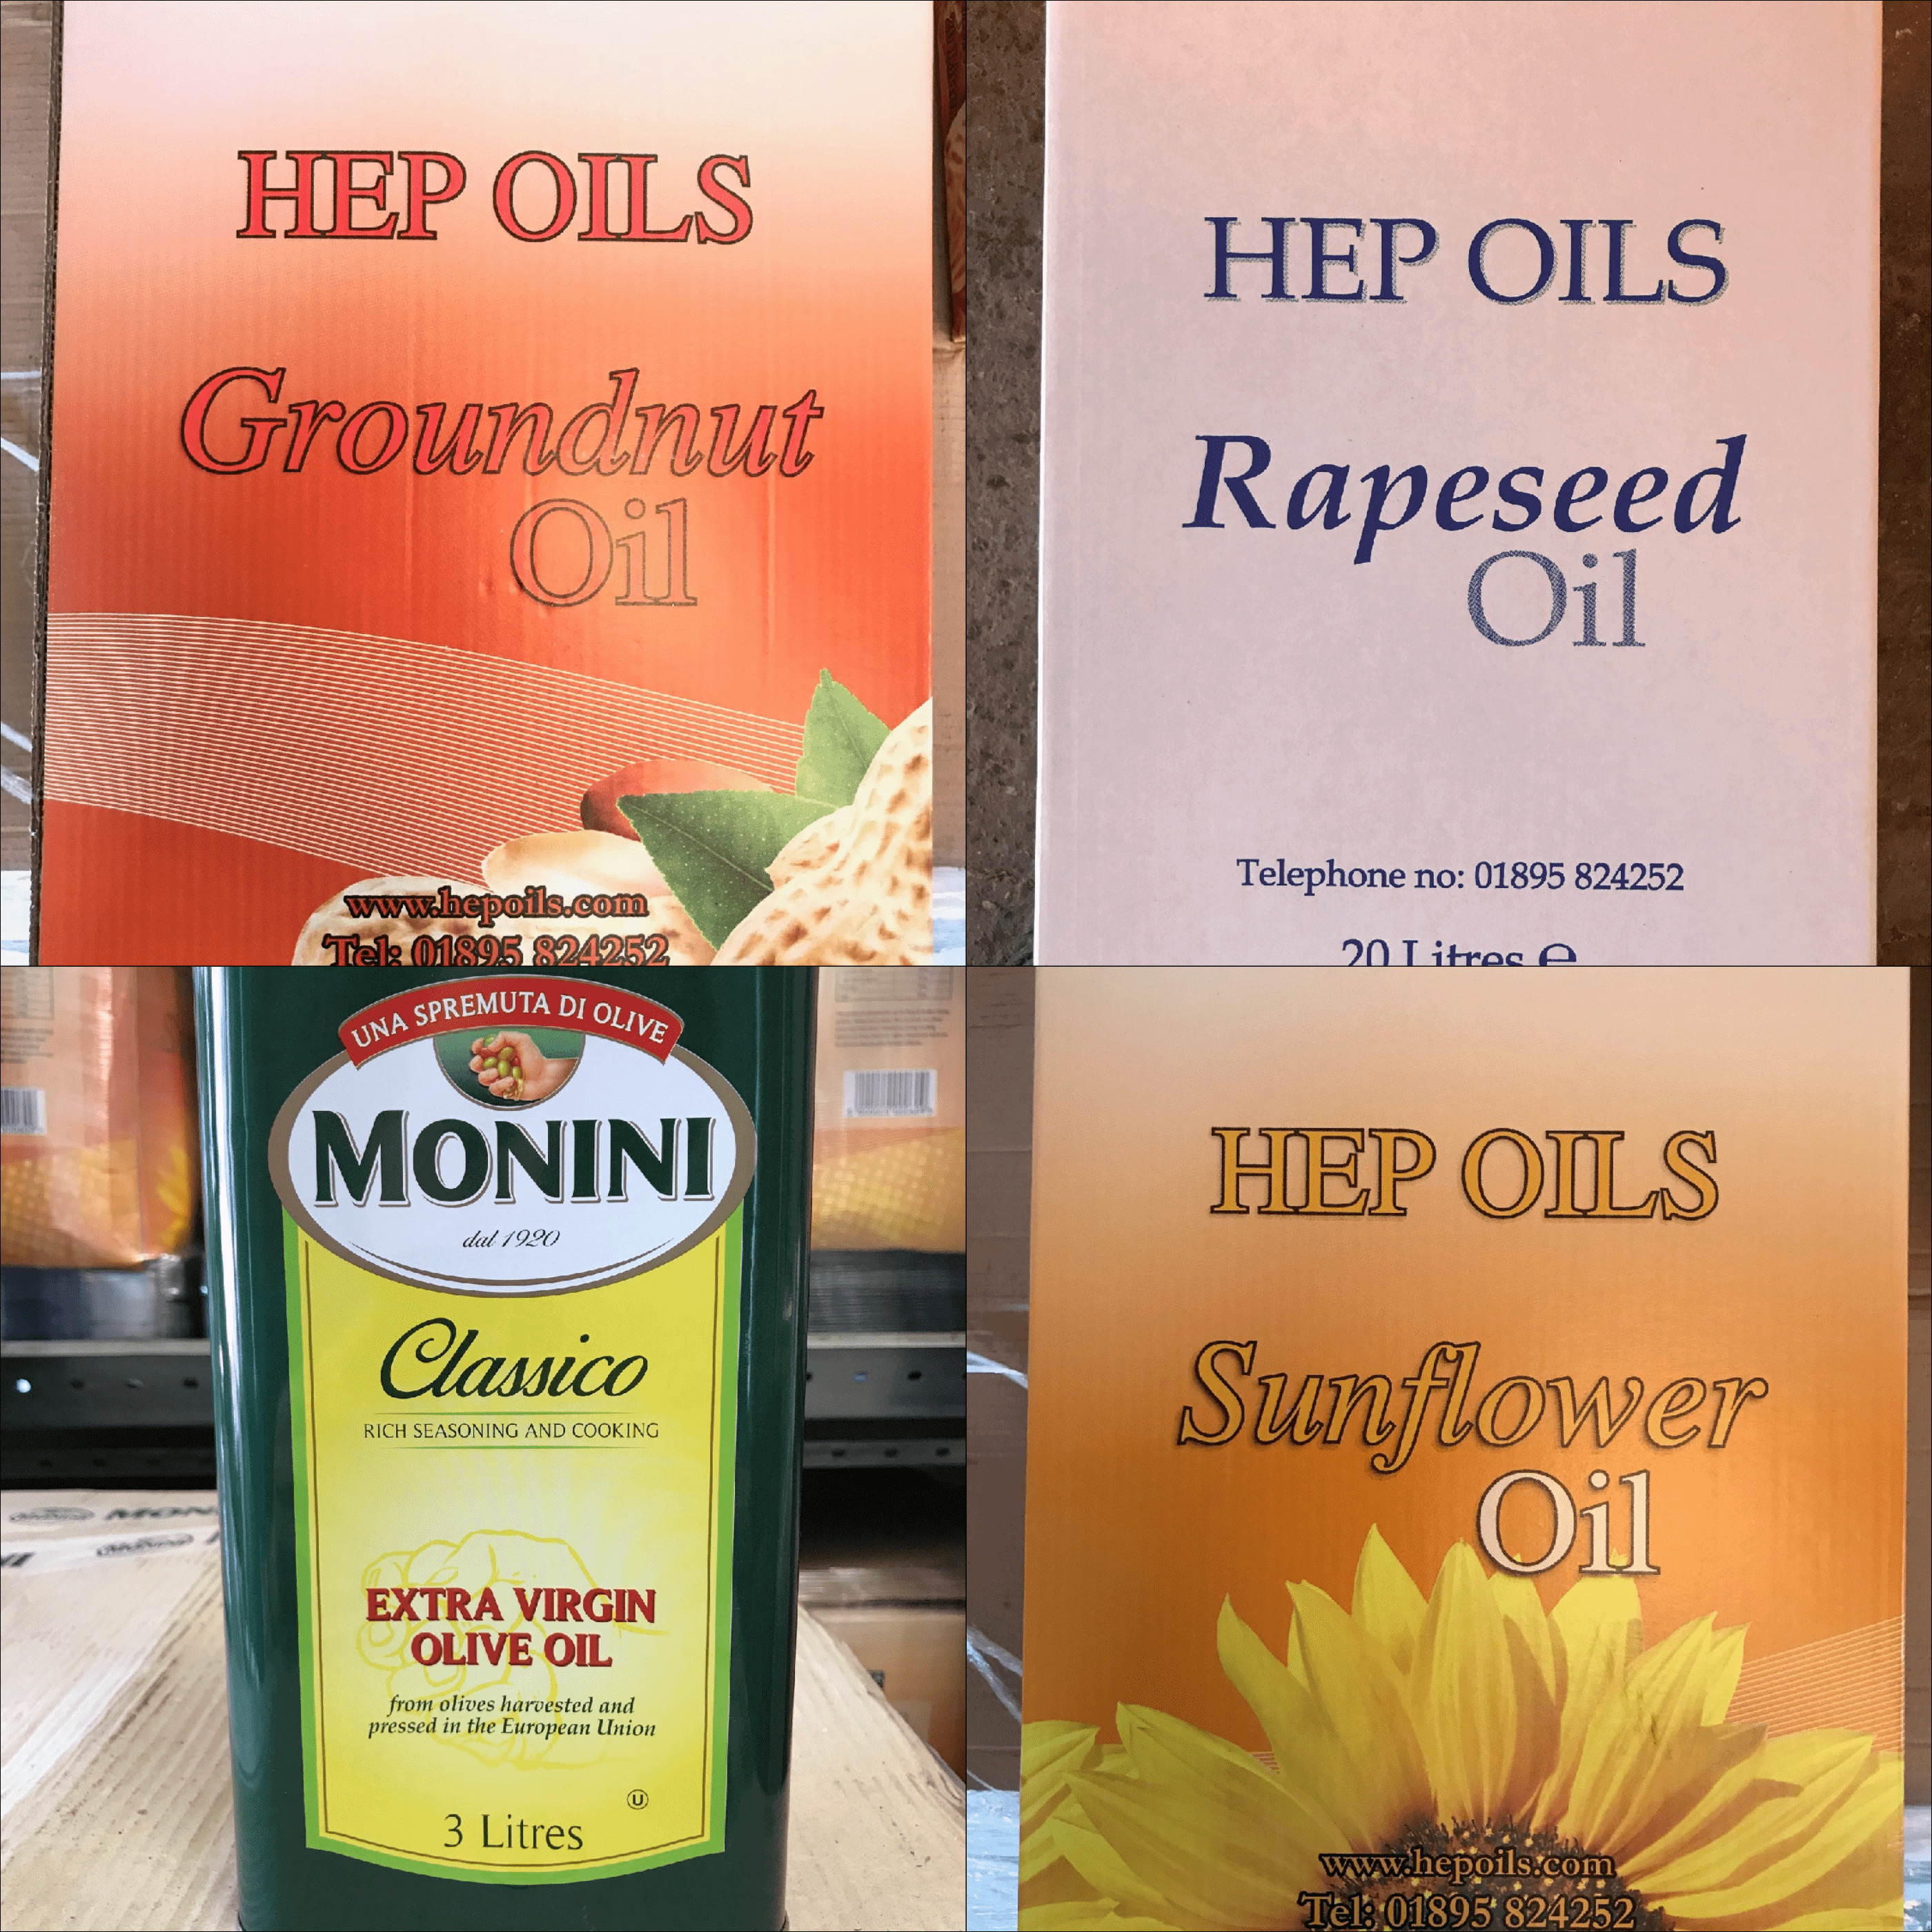 HEP OILS
Groundnut
Oil
www.hepoils.com
Tel: 01895 824252
HEP OILS
Rapeseed
Oil
Telephone no: 01895 824252
20 Litres ℮
UNA SPREMUTA DI OLIVE
MONINI
dal 1920
Classico
RICH SEASONING AND COOKING
EXTRA VIRGIN
OLIVE OIL
from olives harvested and
pressed in the European Union
U
3 Litres
HEP OILS
Sunflower
Oil
www.hepoils.com
Tel: 01895 824252